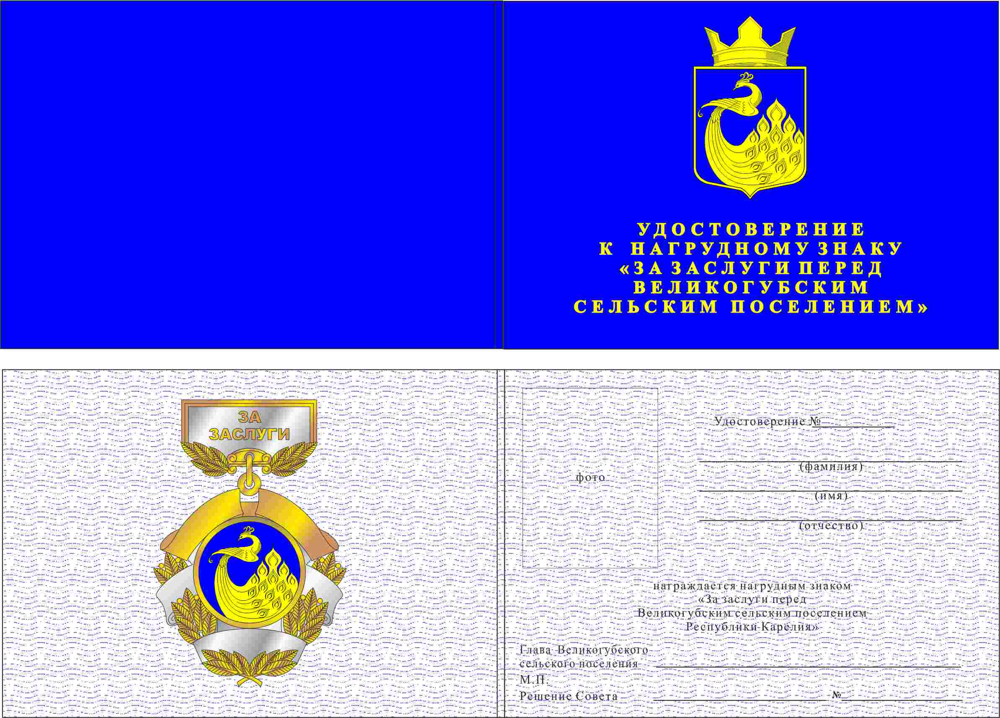 УДОСТОВЕРЕНИЕ
К НАГРУДНОМУ ЗНАКУ
«ЗА ЗАСЛУГИ ПЕРЕД
ВЕЛИКОГУБСКИМ
СЕЛЬСКИМ ПОСЕЛЕНИЕМ»
ЗА
ЗАСЛУГИ
фото
Удостоверение №
(фамилия)
(имя)
(отчество)
награждается нагрудным знаком
«За заслуги перед
Великогубским сельским поселением
Республики Карелия»
Глава Великогубского
сельского поселения
М.П.
Решение Совета №